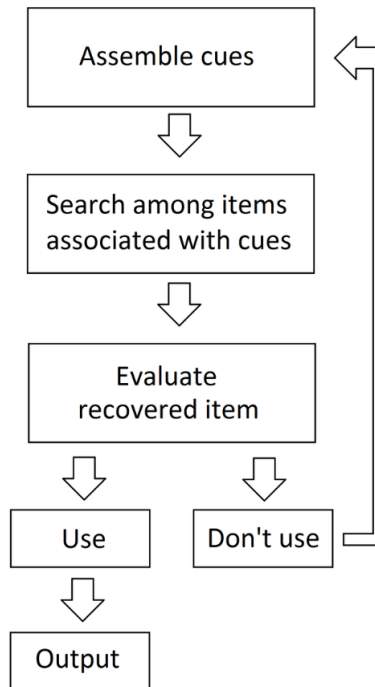 Assemble cues
Search among items
associated with cues
Evaluate
recovered item
Use
Don't use
Output